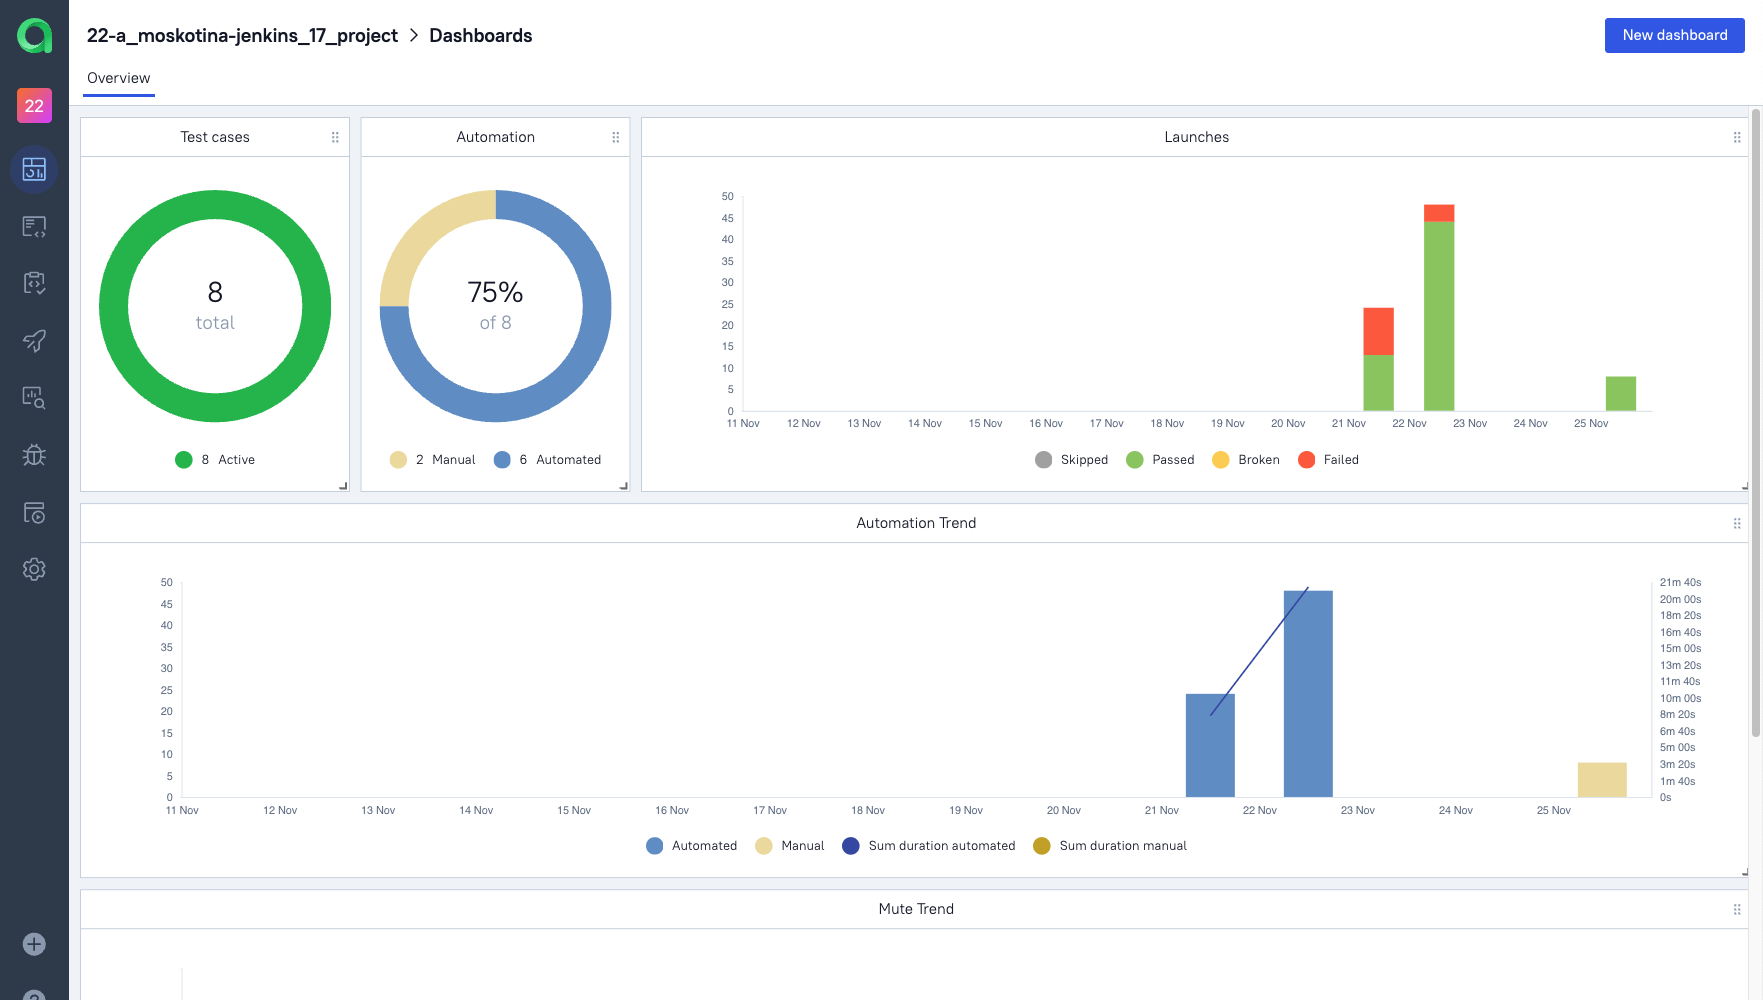 22-a_moskotina-jenkins_17_project > Dashboards
New dashboard
Overview
22
Test cases
8
total
8 Active
Automation
75%
of 8
2 Manual 6 Automated
Launches
50
45
40
35
30
25
20
15
10
5
0
11 Nov 12 Nov 13 Nov 14 Nov 15 Nov 16 Nov 17 Nov 18 Nov 19 Nov 20 Nov 21 Nov 22 Nov 23 Nov 24 Nov 25 Nov
Skipped Passed Broken Failed
Automation Trend
50
45
40
35
30
25
20
15
10
5
0
21m 40s
20m 00s
18m 20s
16m 40s
15m 00s
13m 20s
11m 40s
10m 00s
8m 20s
6m 40s
5m 00s
3m 20s
1m 40s
0s
11 Nov 12 Nov 13 Nov 14 Nov 15 Nov 16 Nov 17 Nov 18 Nov 19 Nov 20 Nov 21 Nov 22 Nov 23 Nov 24 Nov 25 Nov
Automated Manual Sum duration automated Sum duration manual
Mute Trend